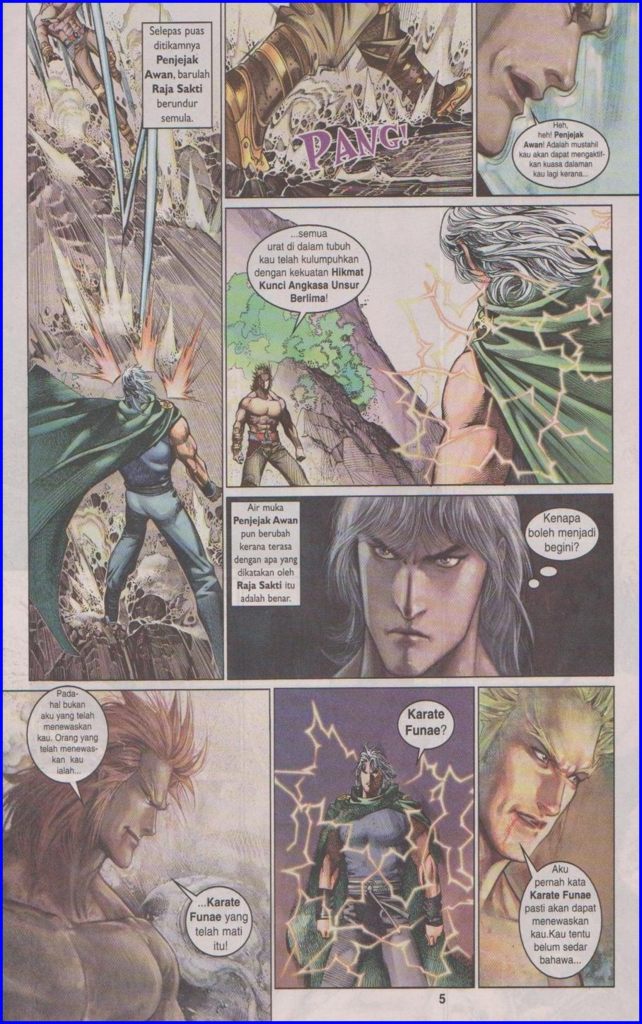 Selepas puas
ditikamnya
Penjejak
Awan, barulah
Raja Sakti
berundur
semula.
PANG!
Heh,
heh! Penjejak
Awan! Adalah mustahil
kau akan dapat mengaktif-
kan kuasa dalaman
kau lagi kerana...
...semua
urat di dalam tubuh
kau telah kulumpuhkan
dengan kekuatan Hikmat
Kunci Angkasa Unsur
Berlima!
Air muka
Penjejak Awan
pun berubah
kerana terasa
dengan apa yang
dikatakan oleh
Raja Sakti itu
adalah benar.
Kenapa
boleh menjadi
begini?
Pada-
hal bukan
aku yang telah
menewaskan
kau. Orang yang
telah menewas-
kan kau
ialah...
...Karate
Funae yang
telah mati
itu!
Karate
Funae?
Aku
pernah kata
Karate Funae
pasti akan dapat
menewaskan
kau.Kau tentu
belum sedar
bahawa...
5